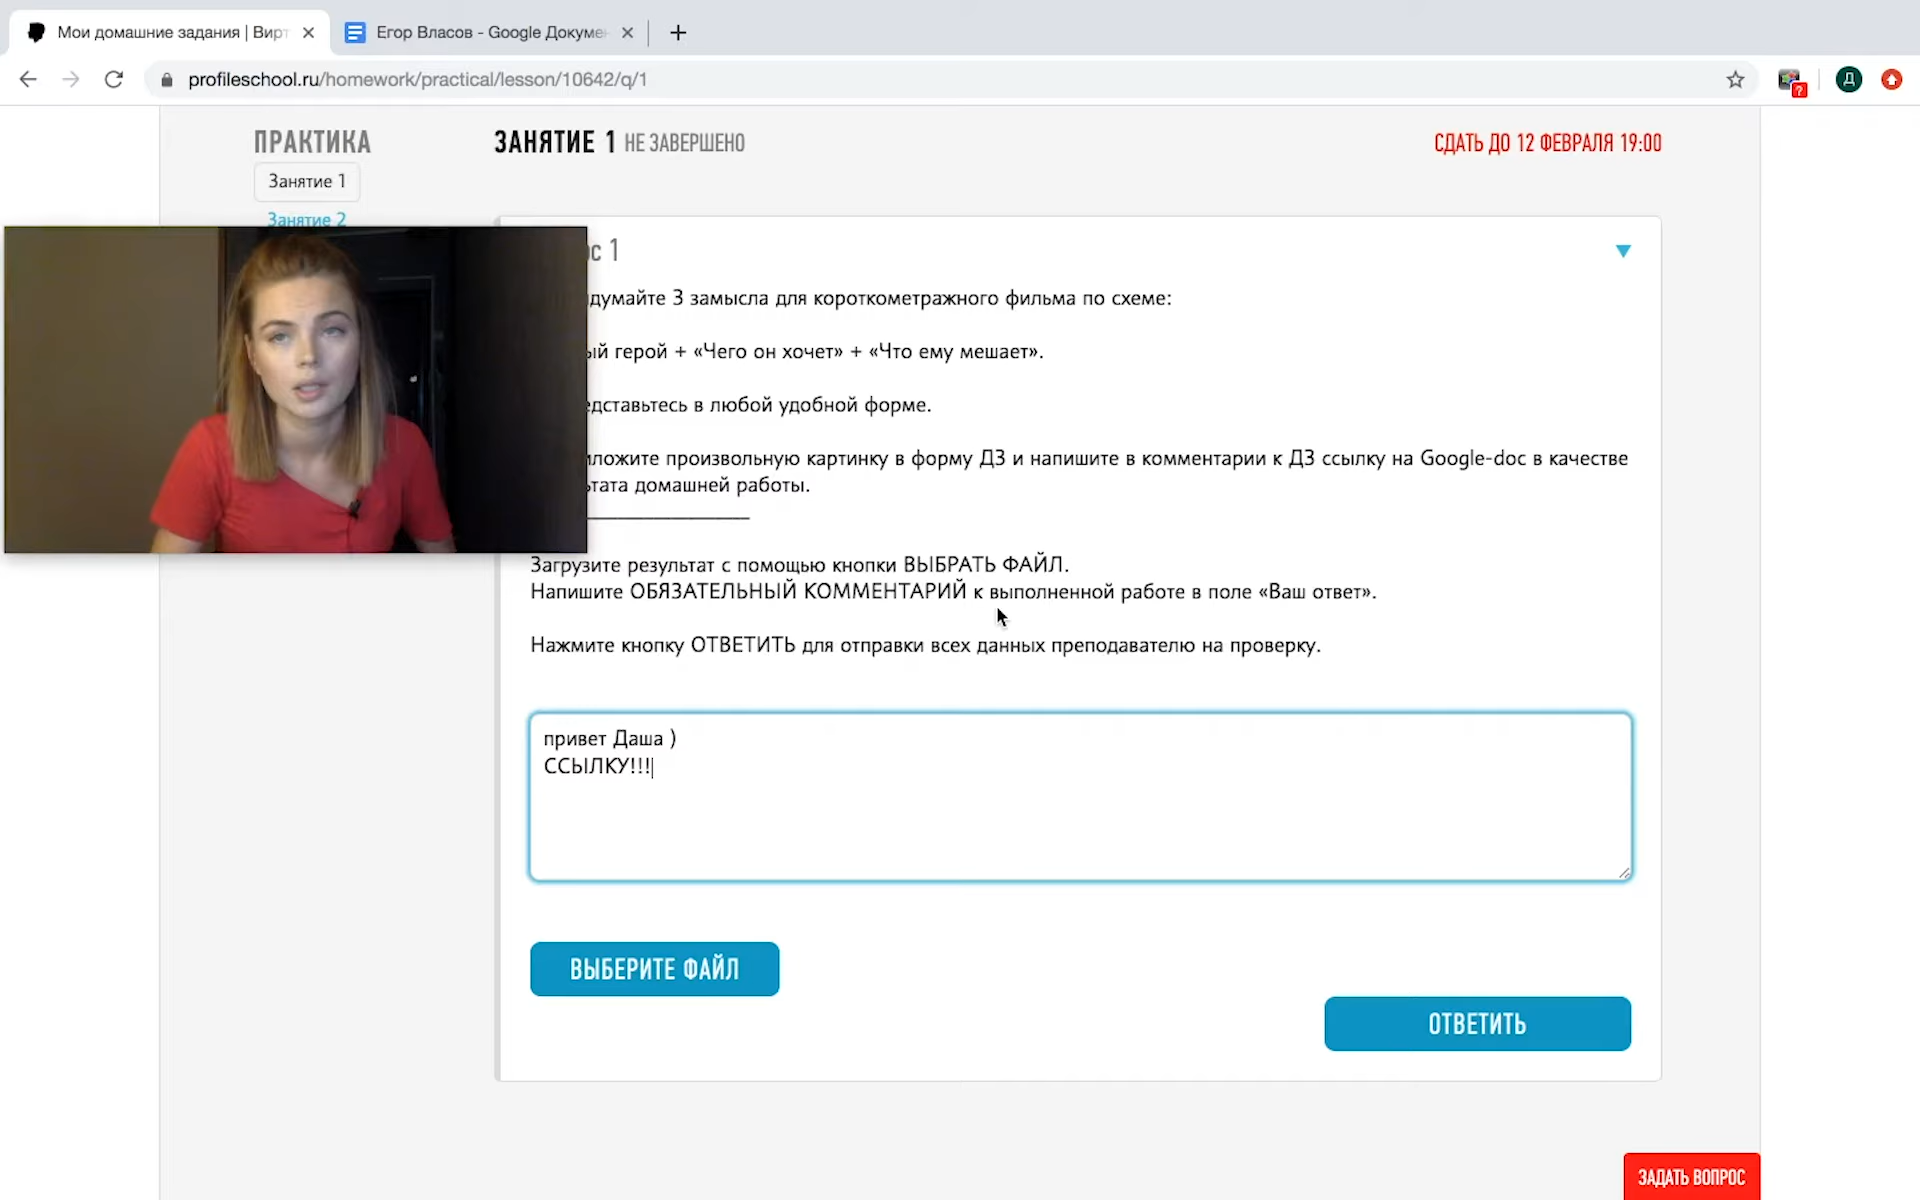 Мои домашние задания | Вирт
Егор Власов - Google Докумен
profileschool.ru/homework/practical/lesson/10642/q/1
Д
?
ПРАКТИКА
Занятие 1
Занятие 2
ЗАНЯТИЕ 1 НЕ ЗАВЕРШЕНО
СДАТЬ ДО 12 ФЕВРАЛЯ 19:00
ос 1
думайте 3 замысла для короткометражного фильма по схеме:
ый герой + «Чего он хочет» + «Что ему мешает».
едставьтесь в любой удобной форме.
ложите произвольную картинку в форму ДЗ и напишите в комментарии к ДЗ ссылку на Google-doc в качестве
тата домашней работы.
Загрузите результат с помощью кнопки ВЫБРАТЬ ФАЙЛ.
Напишите ОБЯЗАТЕЛЬНЫЙ КОММЕНТАРИЙ к выполненной работе в поле «Ваш ответ».
Нажмите кнопку ОТВЕТИТЬ для отправки всех данных преподавателю на проверку.
привет Даша )
ССЫЛКУ!!!
ВЫБЕРИТЕ ФАЙЛ
ОТВЕТИТЬ
ЗАДАТЬ ВОПРОС